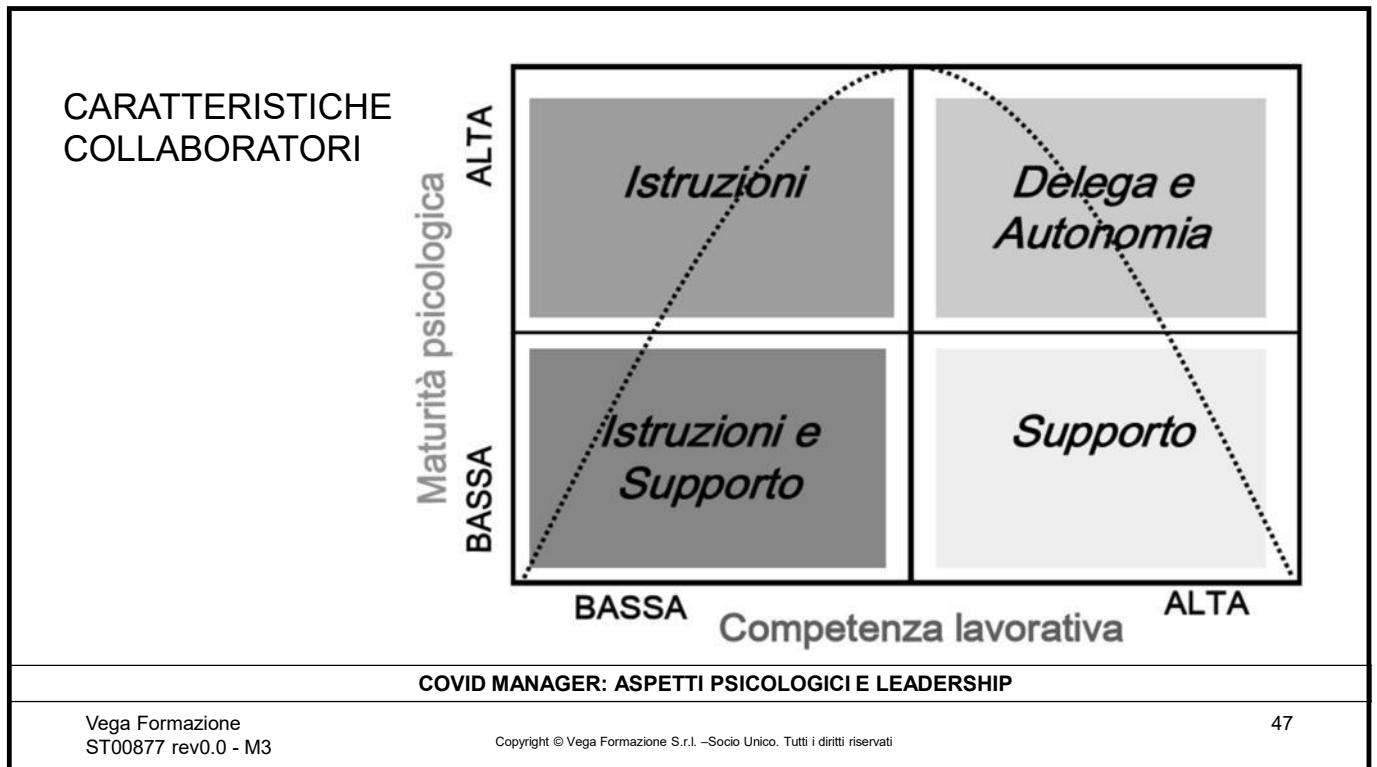 CARATTERISTICHE
COLLABORATORI
Maturità psicologica
ALTA
BASSA
Istruzioni
Delega e
Autonomia
Istruzioni e
Supporto
Supporto
BASSA
ALTA
Competenza lavorativa
COVID MANAGER: ASPETTI PSICOLOGICI E LEADERSHIP
Vega Formazione
ST00877 rev0.0 - M3
Copyright © Vega Formazione S.r.l. –Socio Unico. Tutti i diritti riservati
47